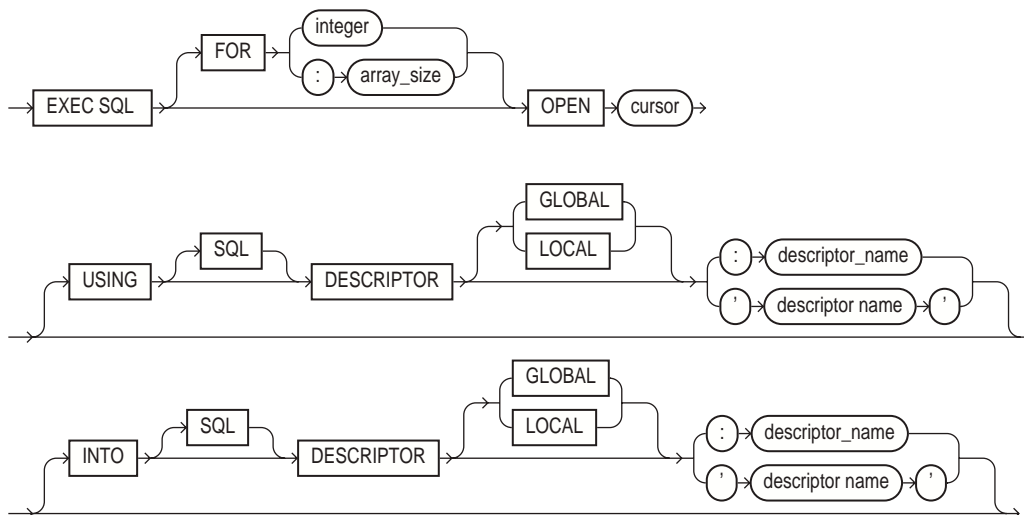 integer
FOR
: array_size
EXEC SQL OPEN cursor
GLOBAL
SQL LOCAL : descriptor_name
USING DESCRIPTOR ' descriptor name '
GLOBAL
SQL LOCAL : descriptor_name
INTO DESCRIPTOR ' descriptor name '